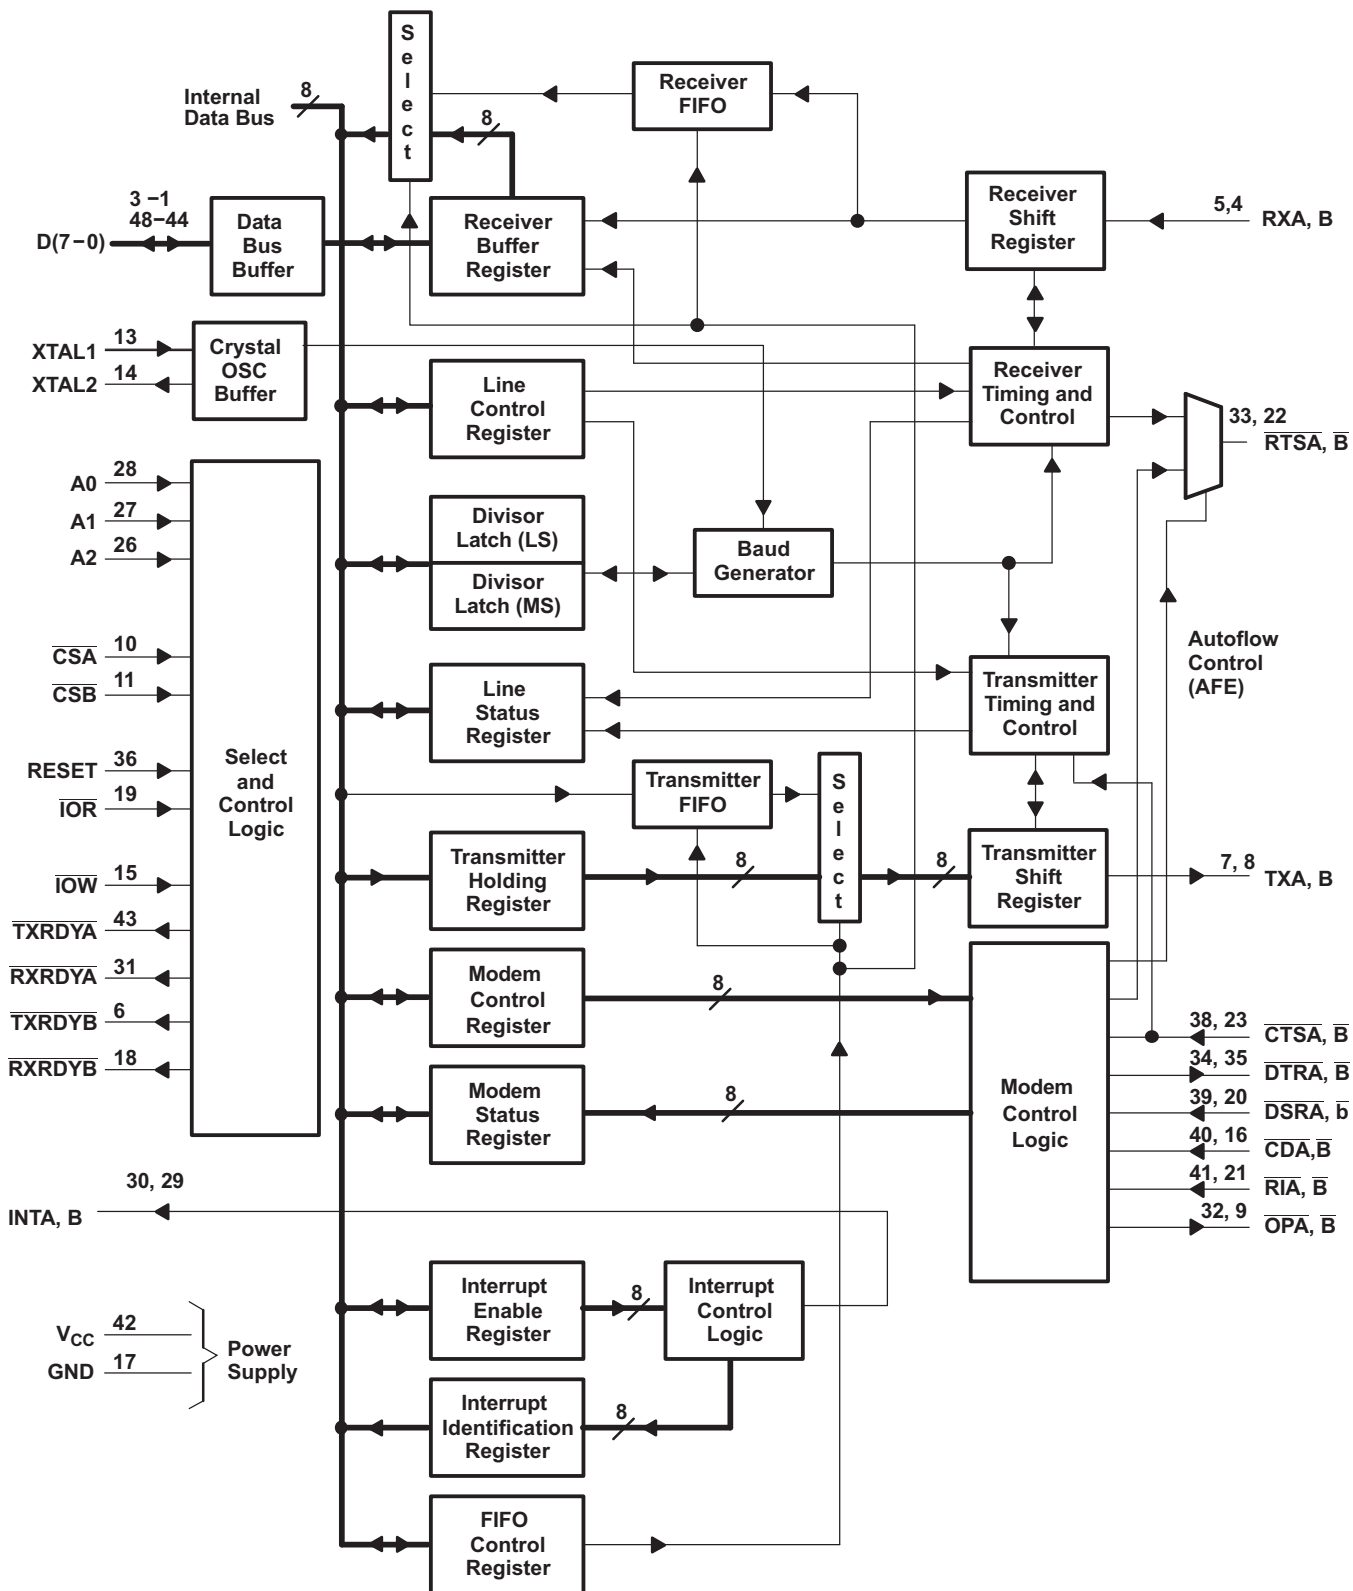 S
e
l
e
c
t
8
Internal
Data Bus
8
Receiver
FIFO
3 −1
48−44
D(7−0)
Data
Bus
Buffer
Receiver
Buffer
Register
Receiver
Shift
Register
5,4
RXA, B
XTAL1
13
XTAL2
14
Crystal
OSC
Buffer
Line
Control
Register
Receiver
Timing and
Control
33, 22
RTSA, B
A0
28
A1
27
A2
26
Divisor
Latch (LS)
Divisor
Latch (MS)
Baud
Generator
CSA
10
CSB
11
Line
Status
Register
Transmitter
Timing and
Control
Autoflow
Control
(AFE)
RESET
36
IOR
19
Select
and
Control
Logic
Transmitter
FIFO
S
e
l
e
c
t
IOW
15
Transmitter
Holding
Register
8
8
Transmitter
Shift
Register
7, 8
TXA, B
TXRDYA
43
RXRDYA
31
TXRDYB
6
RXRDYB
18
Modem
Control
Register
8
Modem
Status
Register
8
Modem
Control
Logic
38, 23
CTSA, B
34, 35
DTRA, B
39, 20
DSRA, b
40, 16
CDA,B
41, 21
RIA, B
32, 9
OPA, B
30, 29
INTA, B
Interrupt
Enable
Register
8
Interrupt
Control
Logic
VCC
42
GND
17
Power
Supply
Interrupt
Identification
Register
8
FIFO
Control
Register